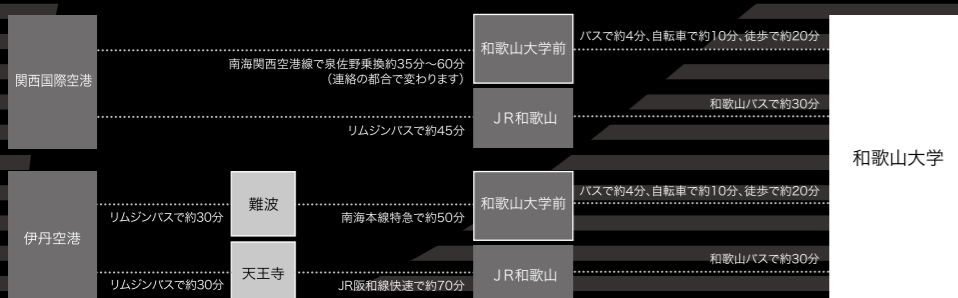 関西国際空港
南海関西空港線で泉佐野乗換約35分〜60分
（連絡の都合で変わります）
和歌山大学前
バスで約4分、自転車で約10分、徒歩で約20分
リムジンバスで約45分
JR和歌山
和歌山バスで約30分
和歌山大学
伊丹空港
リムジンバスで約30分
難波
南海本線特急で約50分
和歌山大学前
バスで約4分、自転車で約10分、徒歩で約20分
リムジンバスで約30分
天王寺
JR阪和線快速で約70分
JR和歌山
和歌山バスで約30分